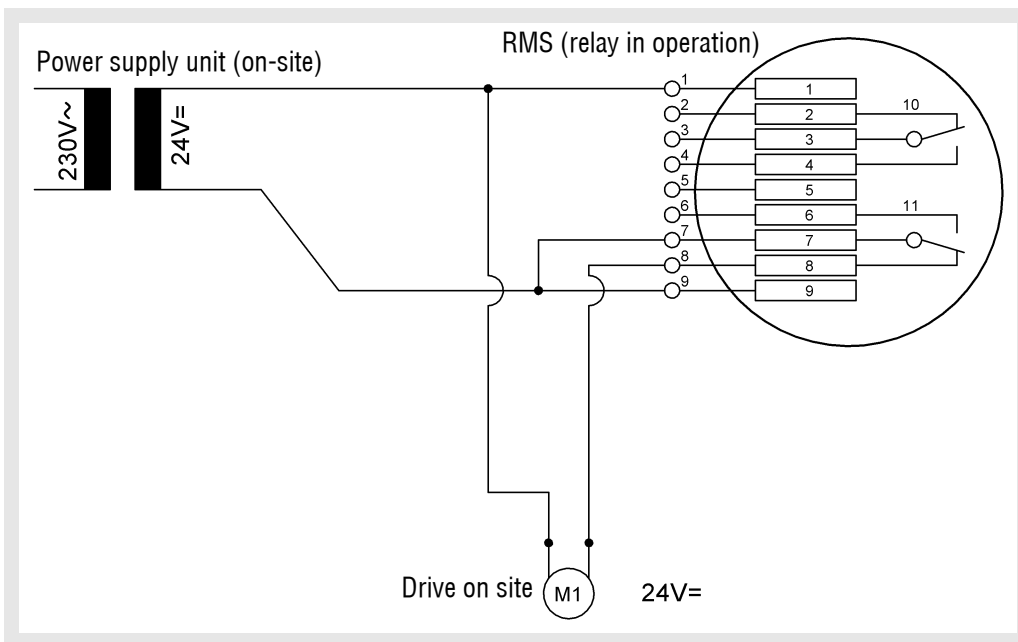 RMS (relay in operation)
Power supply unit (on-site)
230V~
24V=
1
2
3
4
5
6
7
8
9
1
2
3
4
5
6
7
8
9
10
11
Drive on site
M1
24V=